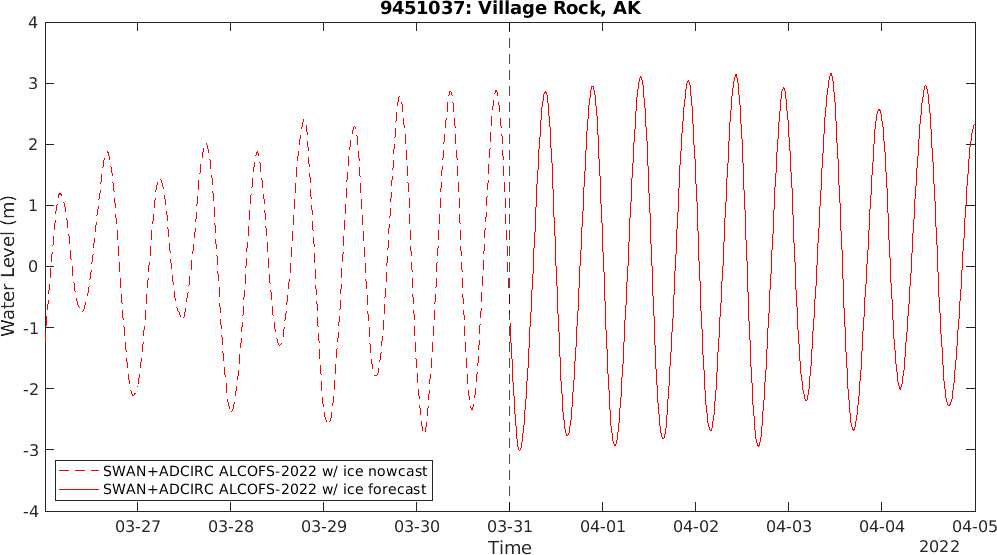 9451037: Village Rock, AK
Water Level (m)
4
3
2
1
0
-1
-2
-3
-4
SWAN+ADCIRC ALCOFS-2022 w/ ice nowcast
SWAN+ADCIRC ALCOFS-2022 w/ ice forecast
03-27 03-28 03-29 03-30 03-31 04-01 04-02 04-03 04-04 04-05
Time
2022